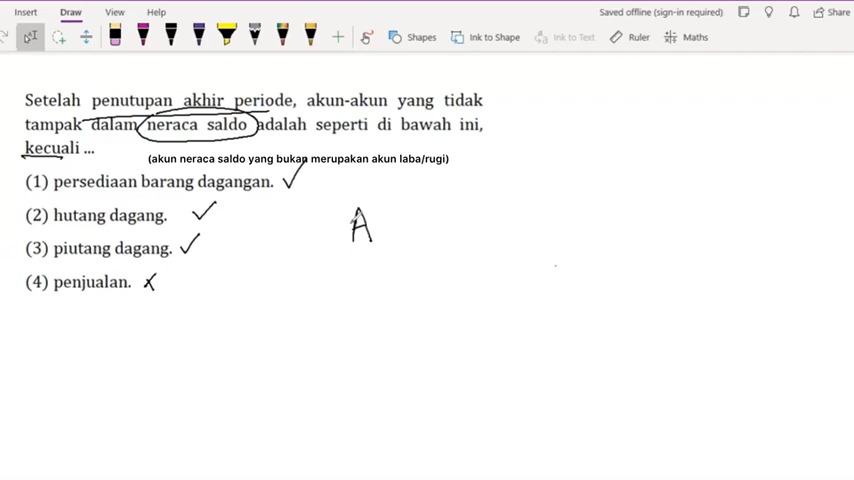 Insert Draw View Help Saved offline (sign-in required) Share
Shapes Ink to Shape Ink to Text Ruler Maths
Setelah penutupan akhir periode, akun-akun yang tidak
tampak dalam neraca saldo adalah seperti di bawah ini,
kecuali ...
(akun neraca saldo yang bukan merupakan akun laba/rugi)
(1) persediaan barang dagangan.
(2) hutang dagang.
A
(3) piutang dagang.
(4) penjualan.